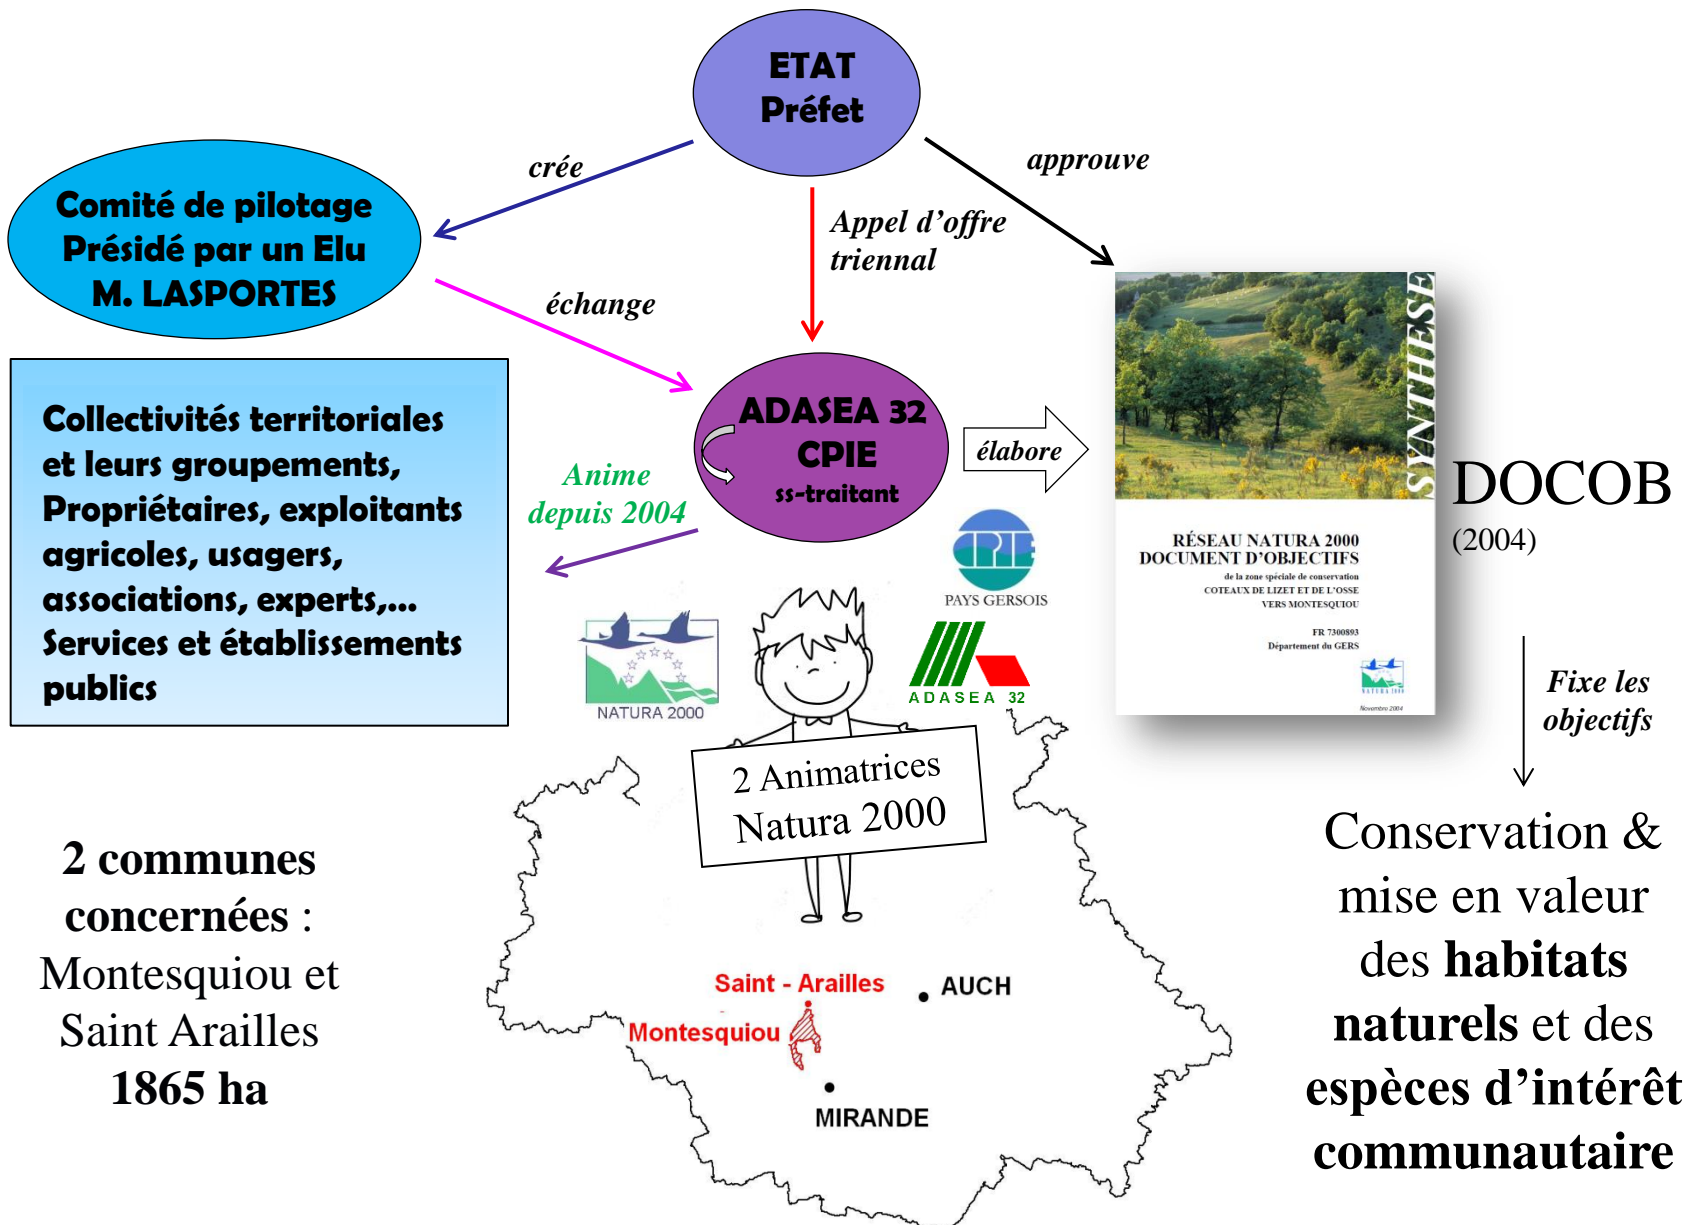 ETAT
Préfet
crée
approuve
Appel d’offre
triennal
Comité de pilotage
Présidé par un Elu
M. LASPORTES
échange
Collectivités territoriales
et leurs groupements,
Propriétaires, exploitants
agricoles, usagers,
associations, experts,...
Services et établissements
publics
ADASEA 32
CPIE
ss-traitant
élabore
Anime
depuis 2004
SYNTHESE
RÉSEAU NATURA 2000
DOCUMENT D’OBJECTIFS
de la zone spéciale de conservation
COTEAUX DE LIZET ET DE L’OSSE
VERS MONTESQUIOU
FR 7300893
Département du GERS
NATURA 2000
Novembre 2004
DOCOB
(2004)
Fixe les
objectifs
CPIE
PAYS GERSOIS
ADASEA 32
NATURA 2000
2 Animatrices
Natura 2000
2 communes
concernées :
Montesquiou et
Saint Arailles
1865 ha
Saint - Arailles
AUCH
Montesquiou
MIRANDE
Conservation &
mise en valeur
des habitats
naturels et des
espèces d’intérêt
communautaire